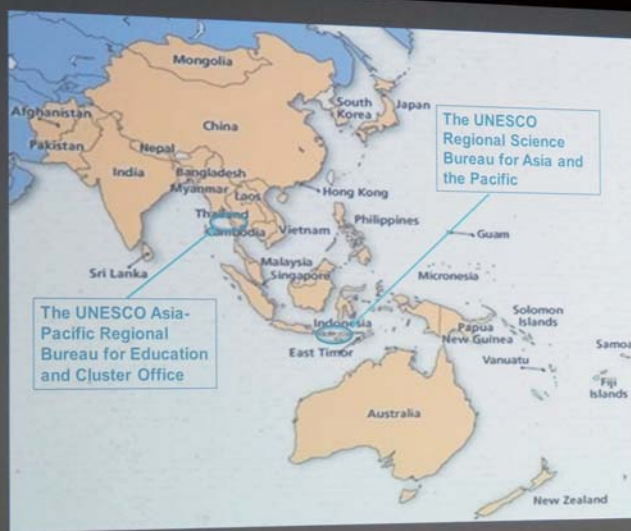 Mongolia
Afghanistan
South
Korea
Japan
China
Pakistan
Nepal
India
Bangladesh
Myanmar
Laos
Hong Kong
Thailand
Cambodia
Vietnam
Philippines
Guam
Sri Lanka
Malaysia
Singapore
Micronesia
Indonesia
East Timor
Papua
New Guinea
Solomon
Islands
Vanuatu
Samoa
Fiji
Islands
Australia
New Zealand
The UNESCO
Regional Science
Bureau for Asia and
the Pacific
The UNESCO Asia-
Pacific Regional
Bureau for Education
and Cluster Office